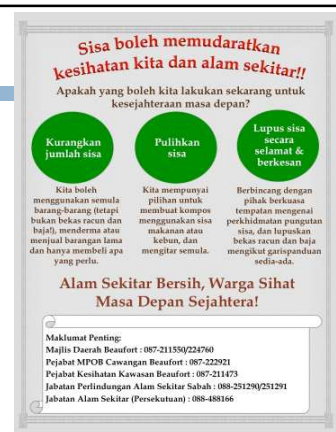 Sisa boleh memudaratkan
kesihatan kita dan alam sekitar!!
Apakah yang boleh kita lakukan sekarang untuk
kesejahteraan masa depan?
Kurangkan
jumlah sisa
Kita boleh
menggunakan semula
barang-barang (tetapi
bukan bekas racun dan
baja!), menderma atau
menjual barangan lama
dan hanya membeli apa
yang perlu.
Pulihkan
sisa
Kita mempunyai
pilihan untuk
membuat kompos
menggunakan sisa
makanan atau
kebun, dan
mengitar semula.
Lupus sisa
secara
selamat &
berkesan
Berbincang dengan
pihak berkuasa
tempatan mengenai
perkhidmatan pungutan
sisa, dan lupuskan
bekas racun dan baja
mengikut garispanduan
sedia-ada.
Alam Sekitar Bersih, Warga Sihat
Masa Depan Sejahtera!
Maklumat Penting:
Majlis Daerah Beaufort : 087-211550/224760
Pejabat MPOB Cawangan Beaufort : 087-222921
Pejabat Kesihatan Kawasan Beaufort : 087-211473
Jabatan Perlindungan Alam Sekitar Sabah : 088-251290/251291
Jabatan Alam Sekitar (Persekutuan) : 088-488166